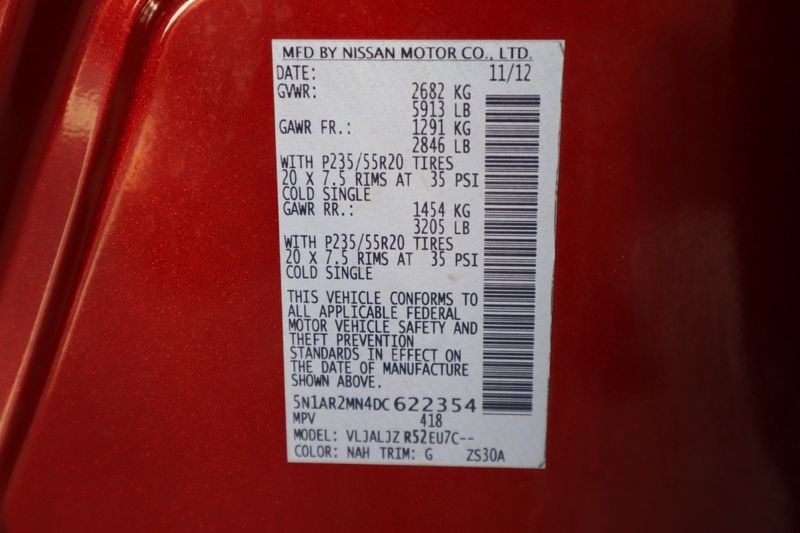 MFD BY NISSAN MOTOR CO., LTD.
DATE: 11/12
GVWR: 2682 KG
5913 LB
GAWR FR.: 1291 KG
2846 LB
WITH P235/55R20 TIRES
20 X 7.5 RIMS AT 35 PSI
COLD SINGLE
GAWR RR.: 1454 KG
3205 LB
WITH P235/55R20 TIRES
20 X 7.5 RIMS AT 35 PSI
COLD SINGLE
THIS VEHICLE CONFORMS TO
ALL APPLICABLE FEDERAL
MOTOR VEHICLE SAFETY AND
THEFT PREVENTION
STANDARDS IN EFFECT ON
THE DATE OF MANUFACTURE
SHOWN ABOVE.
5N1AR2MN4DC622354
MPV 418
MODEL: VLJALJZ R52EU7C--
COLOR: NAH TRIM: G ZS30A